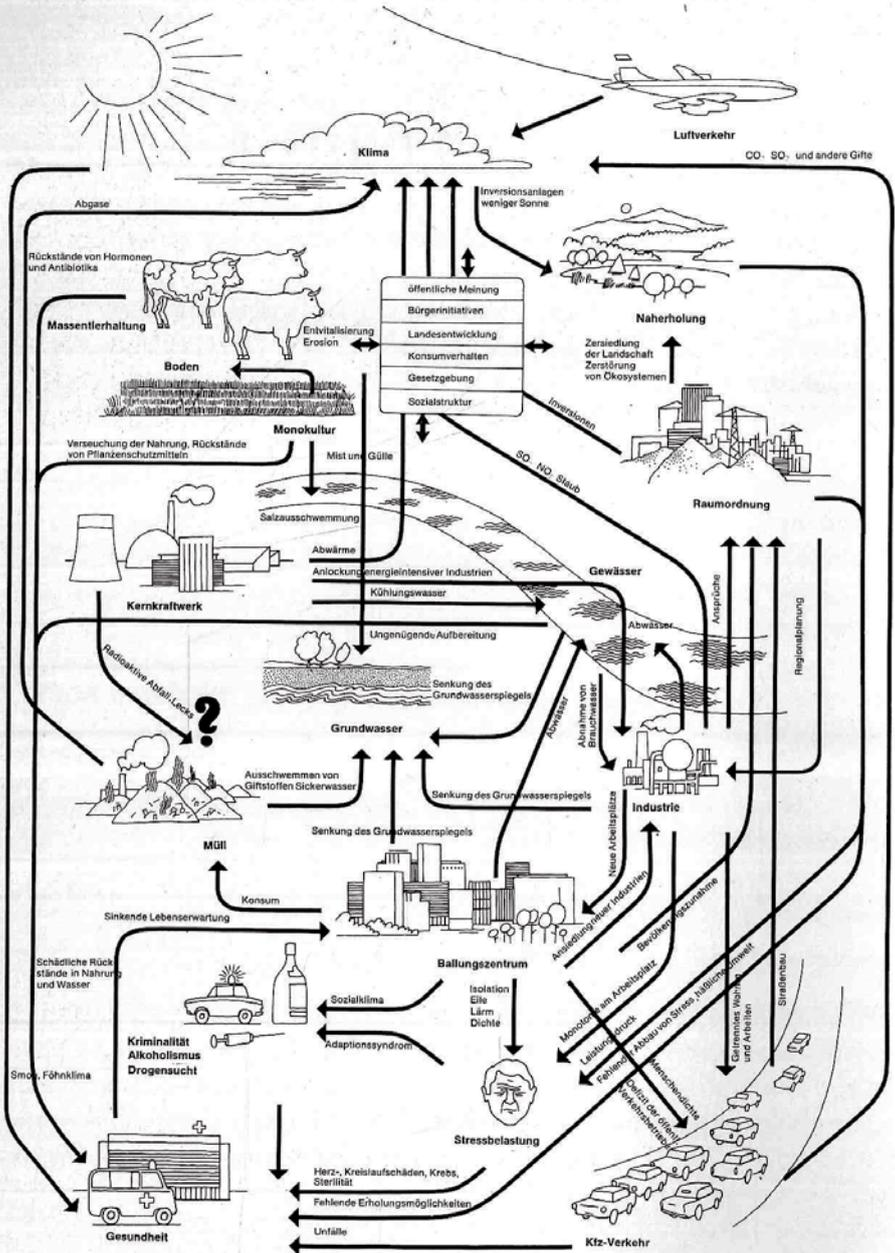 Luftverkehr
Klima
CO, SO, und andere Gifte
Inversionsanlagen
weniger Sonne
Abgase
Rückstände von Hormonen
und Antibiotika
öffentliche Meinung
Bürgerinitiativen
Landesentwicklung
Konsumverhalten
Gesetzgebung
Sozialstruktur
Naherholung
Massentlerhaltung
Entvitalisierung
Erosion
Zersiedlung
der Landschaft
Zerstörung
von Ökosystemen
Boden
Inversionen
Monokultur
Verseuchung der Nahrung, Rückstände
von Pflanzenschutzmitteln
Mist und Gülle
SO, NO, Staub
Raumordnung
Salzausschwemmung
Abwärme
Anlockung energieintensiver Industrien
Gewässer
Kühlungswasser
Kernkraftwerk
Ansprüche
Regionalplanung
Abwässer
Ungenügende Aufbereitung
Radioaktive Abfall-Lecks
?
Senkung des
Grundwasserspiegels
Grundwasser
Abwässer
Abnahme von
Brauchwasser
Ausschwemmen von
Giftstoffen Sickerwasser
Senkung des Grundwasserspiegels
Industrie
Müll
Senkung des Grundwasserspiegels
Neue Arbeitsplätze
Konsum
Sinkende Lebenserwartung
Ansiedlung neuer Industrien
Bevölkerungszunahme
Schädliche Rück
stände in Nahrung
und Wasser
Ballungszentrum
Isolation
Eile
Lärm
Dichte
Sozialklima
Monotonie am Arbeitsplatz
Leistungsdruck
Fehlender Abbau von Stress, häßliche Umwelt
Getrenntes Wohnen
und Arbeiten
Straßenbau
Kriminalität
Alkoholismus
Drogensucht
Adaptionssyndrom
Menschendichte
Defizit der öffentl.
Verkehrsbetriebe
Smog, Föhnklima
Stressbelastung
Herz-, Kreislaufschäden, Krebs,
Sterilität
Fehlende Erholungsmöglichkeiten
Unfälle
Gesundheit
Kfz-Verkehr